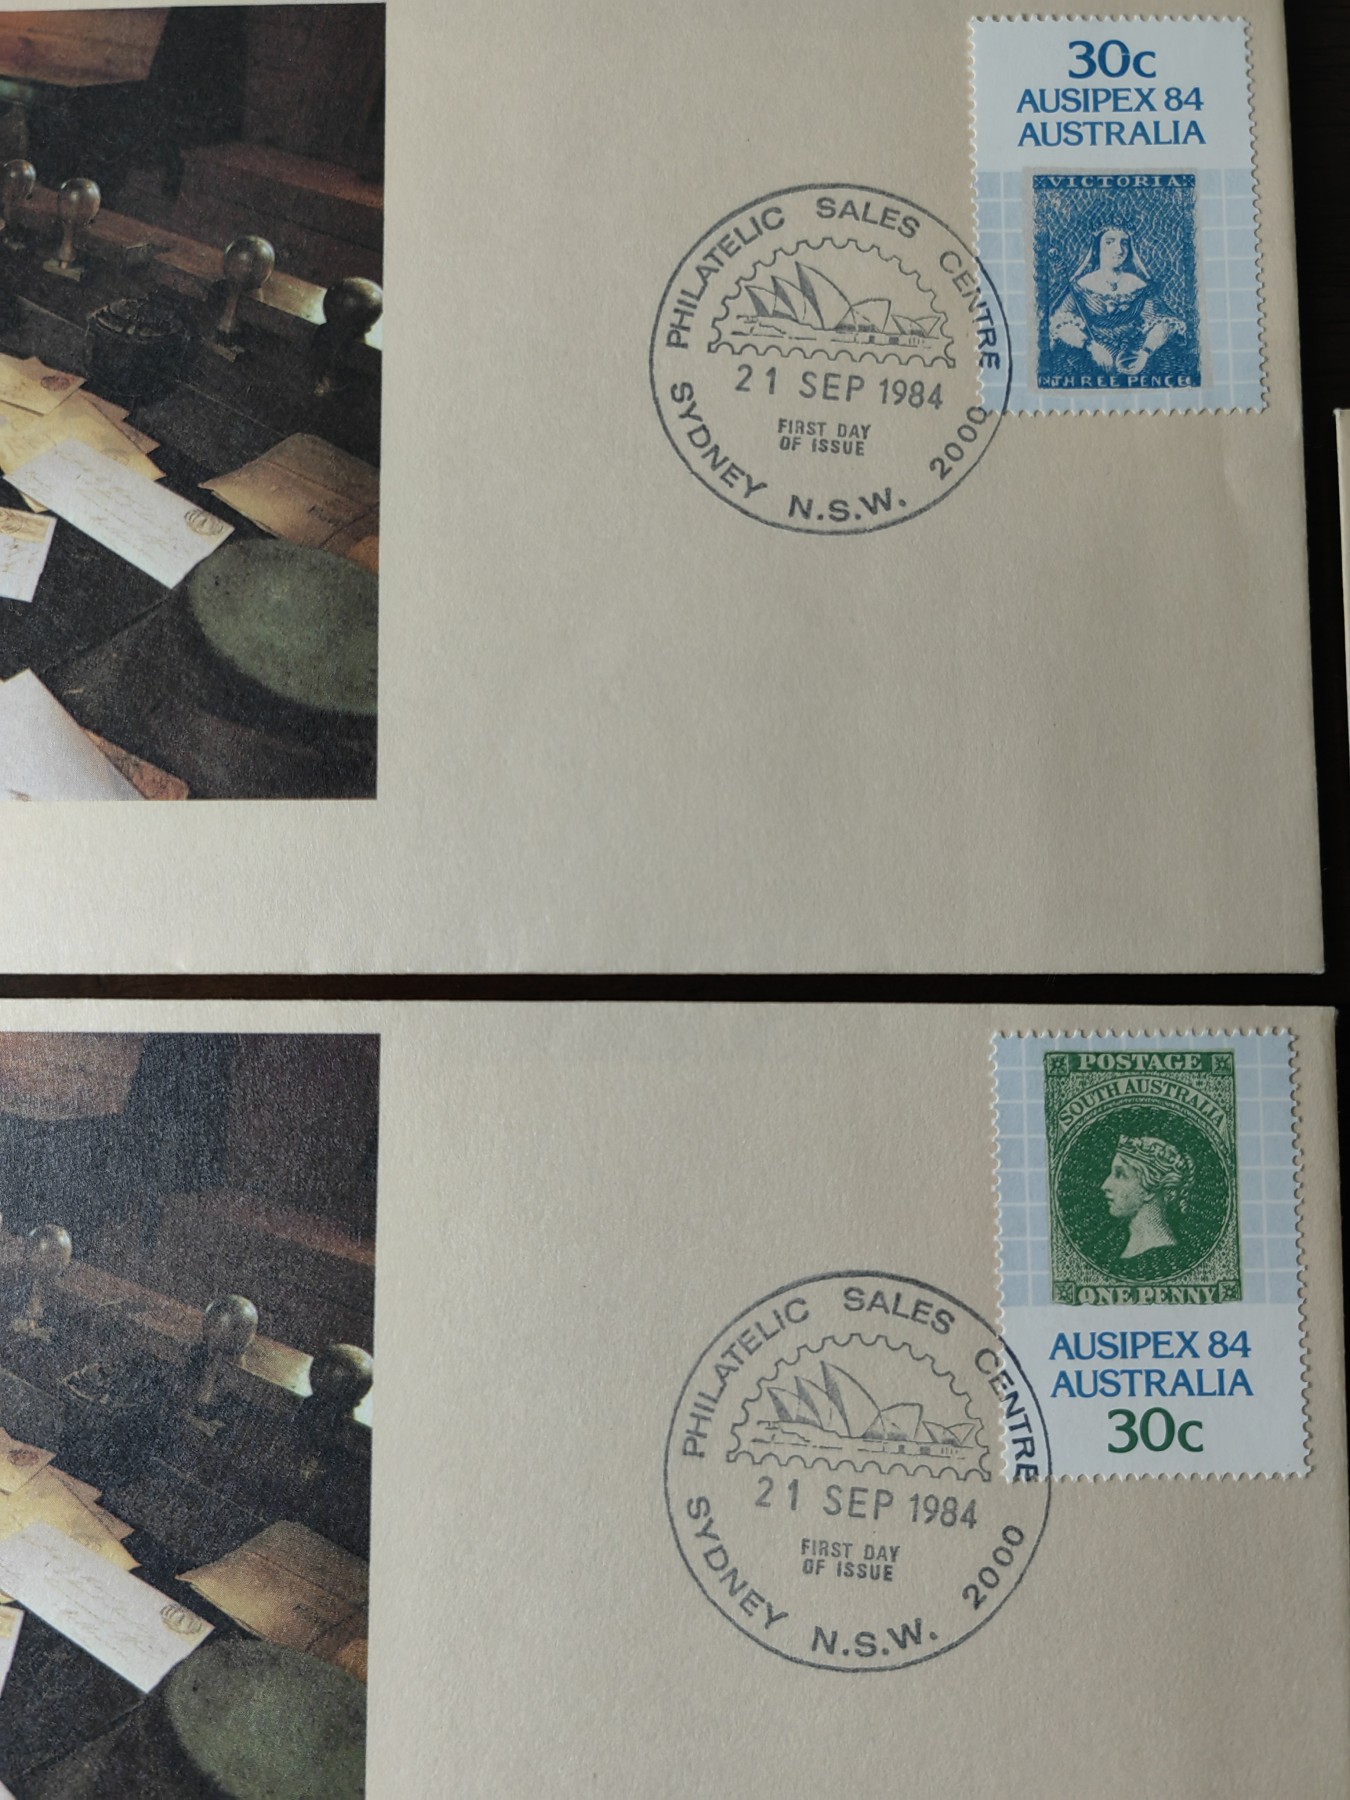 30c
AUSIPEX 84
AUSTRALIA
VICTORIA
THREE PENCE
PHILATELIC SALES CENTRE
21 SEP 1984
FIRST DAY
OF ISSUE
SYDNEY N.S.W. 2000
POSTAGE
SOUTH AUSTRALIA
ONE PENNY
AUSIPEX 84
AUSTRALIA
30c
PHILATELIC SALES CENTRE
21 SEP 1984
FIRST DAY
OF ISSUE
SYDNEY N.S.W. 2000